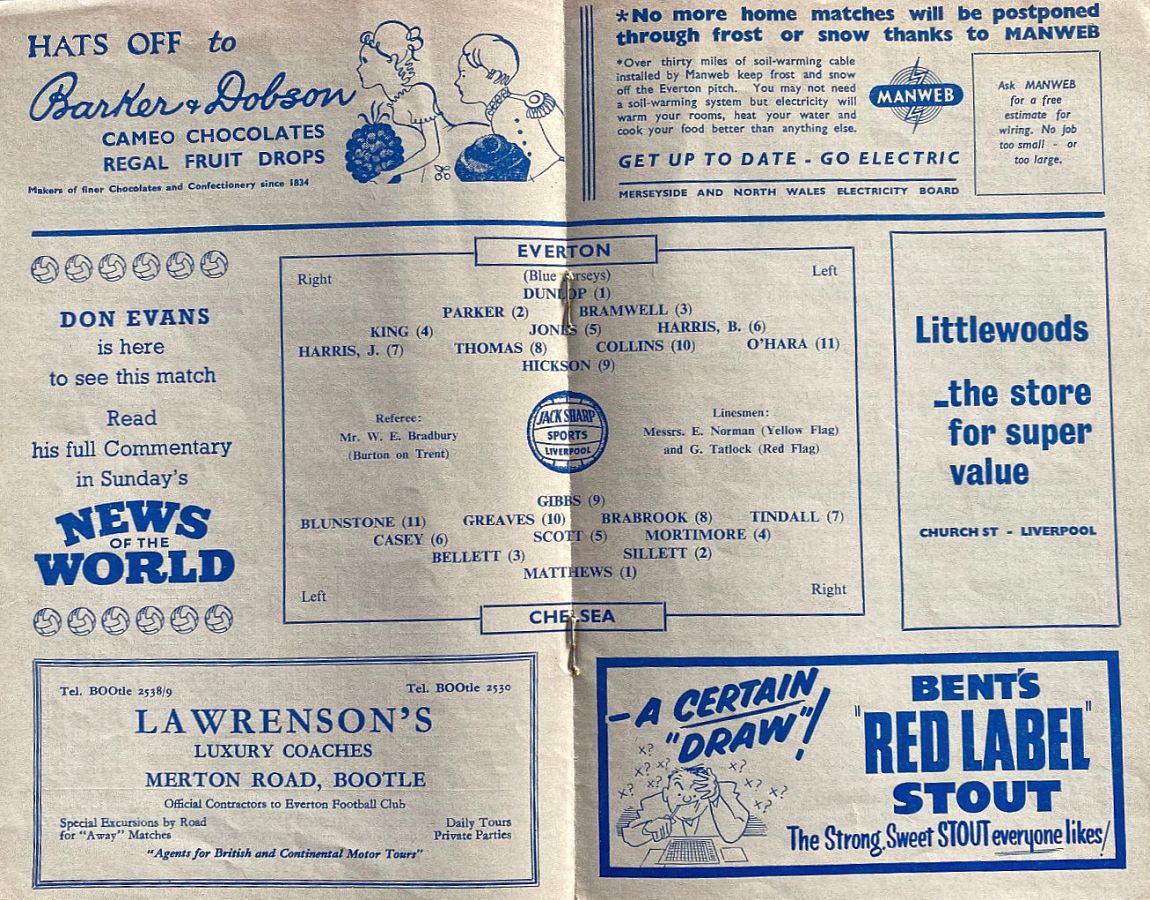 HATS OFF to
Barker & Dobson
CAMEO CHOCOLATES
REGAL FRUIT DROPS
Makers of finer Chocolates and Confectionery since 1834
*No more home matches will be postponed
through frost or snow thanks to MANWEB
*Over thirty miles of soil-warming cable
installed by Manweb keep frost and snow
off the Everton pitch. You may not need
a soil-warming system but electricity will
warm your rooms, heat your water and
cook your food better than anything else.
MANWEB
GET UP TO DATE - GO ELECTRIC
MERSEYSIDE AND NORTH WALES ELECTRICITY BOARD
Ask MANWEB
for a free
estimate for
wiring. No job
too small - or
too large.
DON EVANS
is here
to see this match
Read
his full Commentary
in Sunday's
NEWS
OF THE
WORLD
EVERTON
Right (Blue Jerseys) Left
DUNLOP (1)
PARKER (2) BRAMWELL (3)
KING (4) JONES (5) HARRIS, B. (6)
HARRIS, J. (7) THOMAS (8) COLLINS (10) O'HARA (11)
HICKSON (9)
Referee:
Mr. W. E. Bradbury
(Burton on Trent)
JACK SHARP
SPORTS
LIVERPOOL
Linesmen:
Messrs. E. Norman (Yellow Flag)
and G. Tatlock (Red Flag)
GIBBS (9)
BLUNSTONE (11) GREAVES (10) BRABROOK (8) TINDALL (7)
CASEY (6) SCOTT (5) MORTIMORE (4)
BELLETT (3) SILLETT (2)
MATTHEWS (1)
Left Right
CHELSEA
Littlewoods
...the store
for super
value
CHURCH ST - LIVERPOOL
Tel. BOOtle 2538/9 Tel. BOOtle 2530
LAWRENSON'S
LUXURY COACHES
MERTON ROAD, BOOTLE
Official Contractors to Everton Football Club
Special Excursions by Road
for "Away" Matches
Daily Tours
Private Parties
"Agents for British and Continental Motor Tours"
- A CERTAIN
"DRAW"!
x? x? x? x? x? x? x? x? x?
BENT'S
"RED LABEL"
STOUT
The Strong, Sweet STOUT everyone likes!